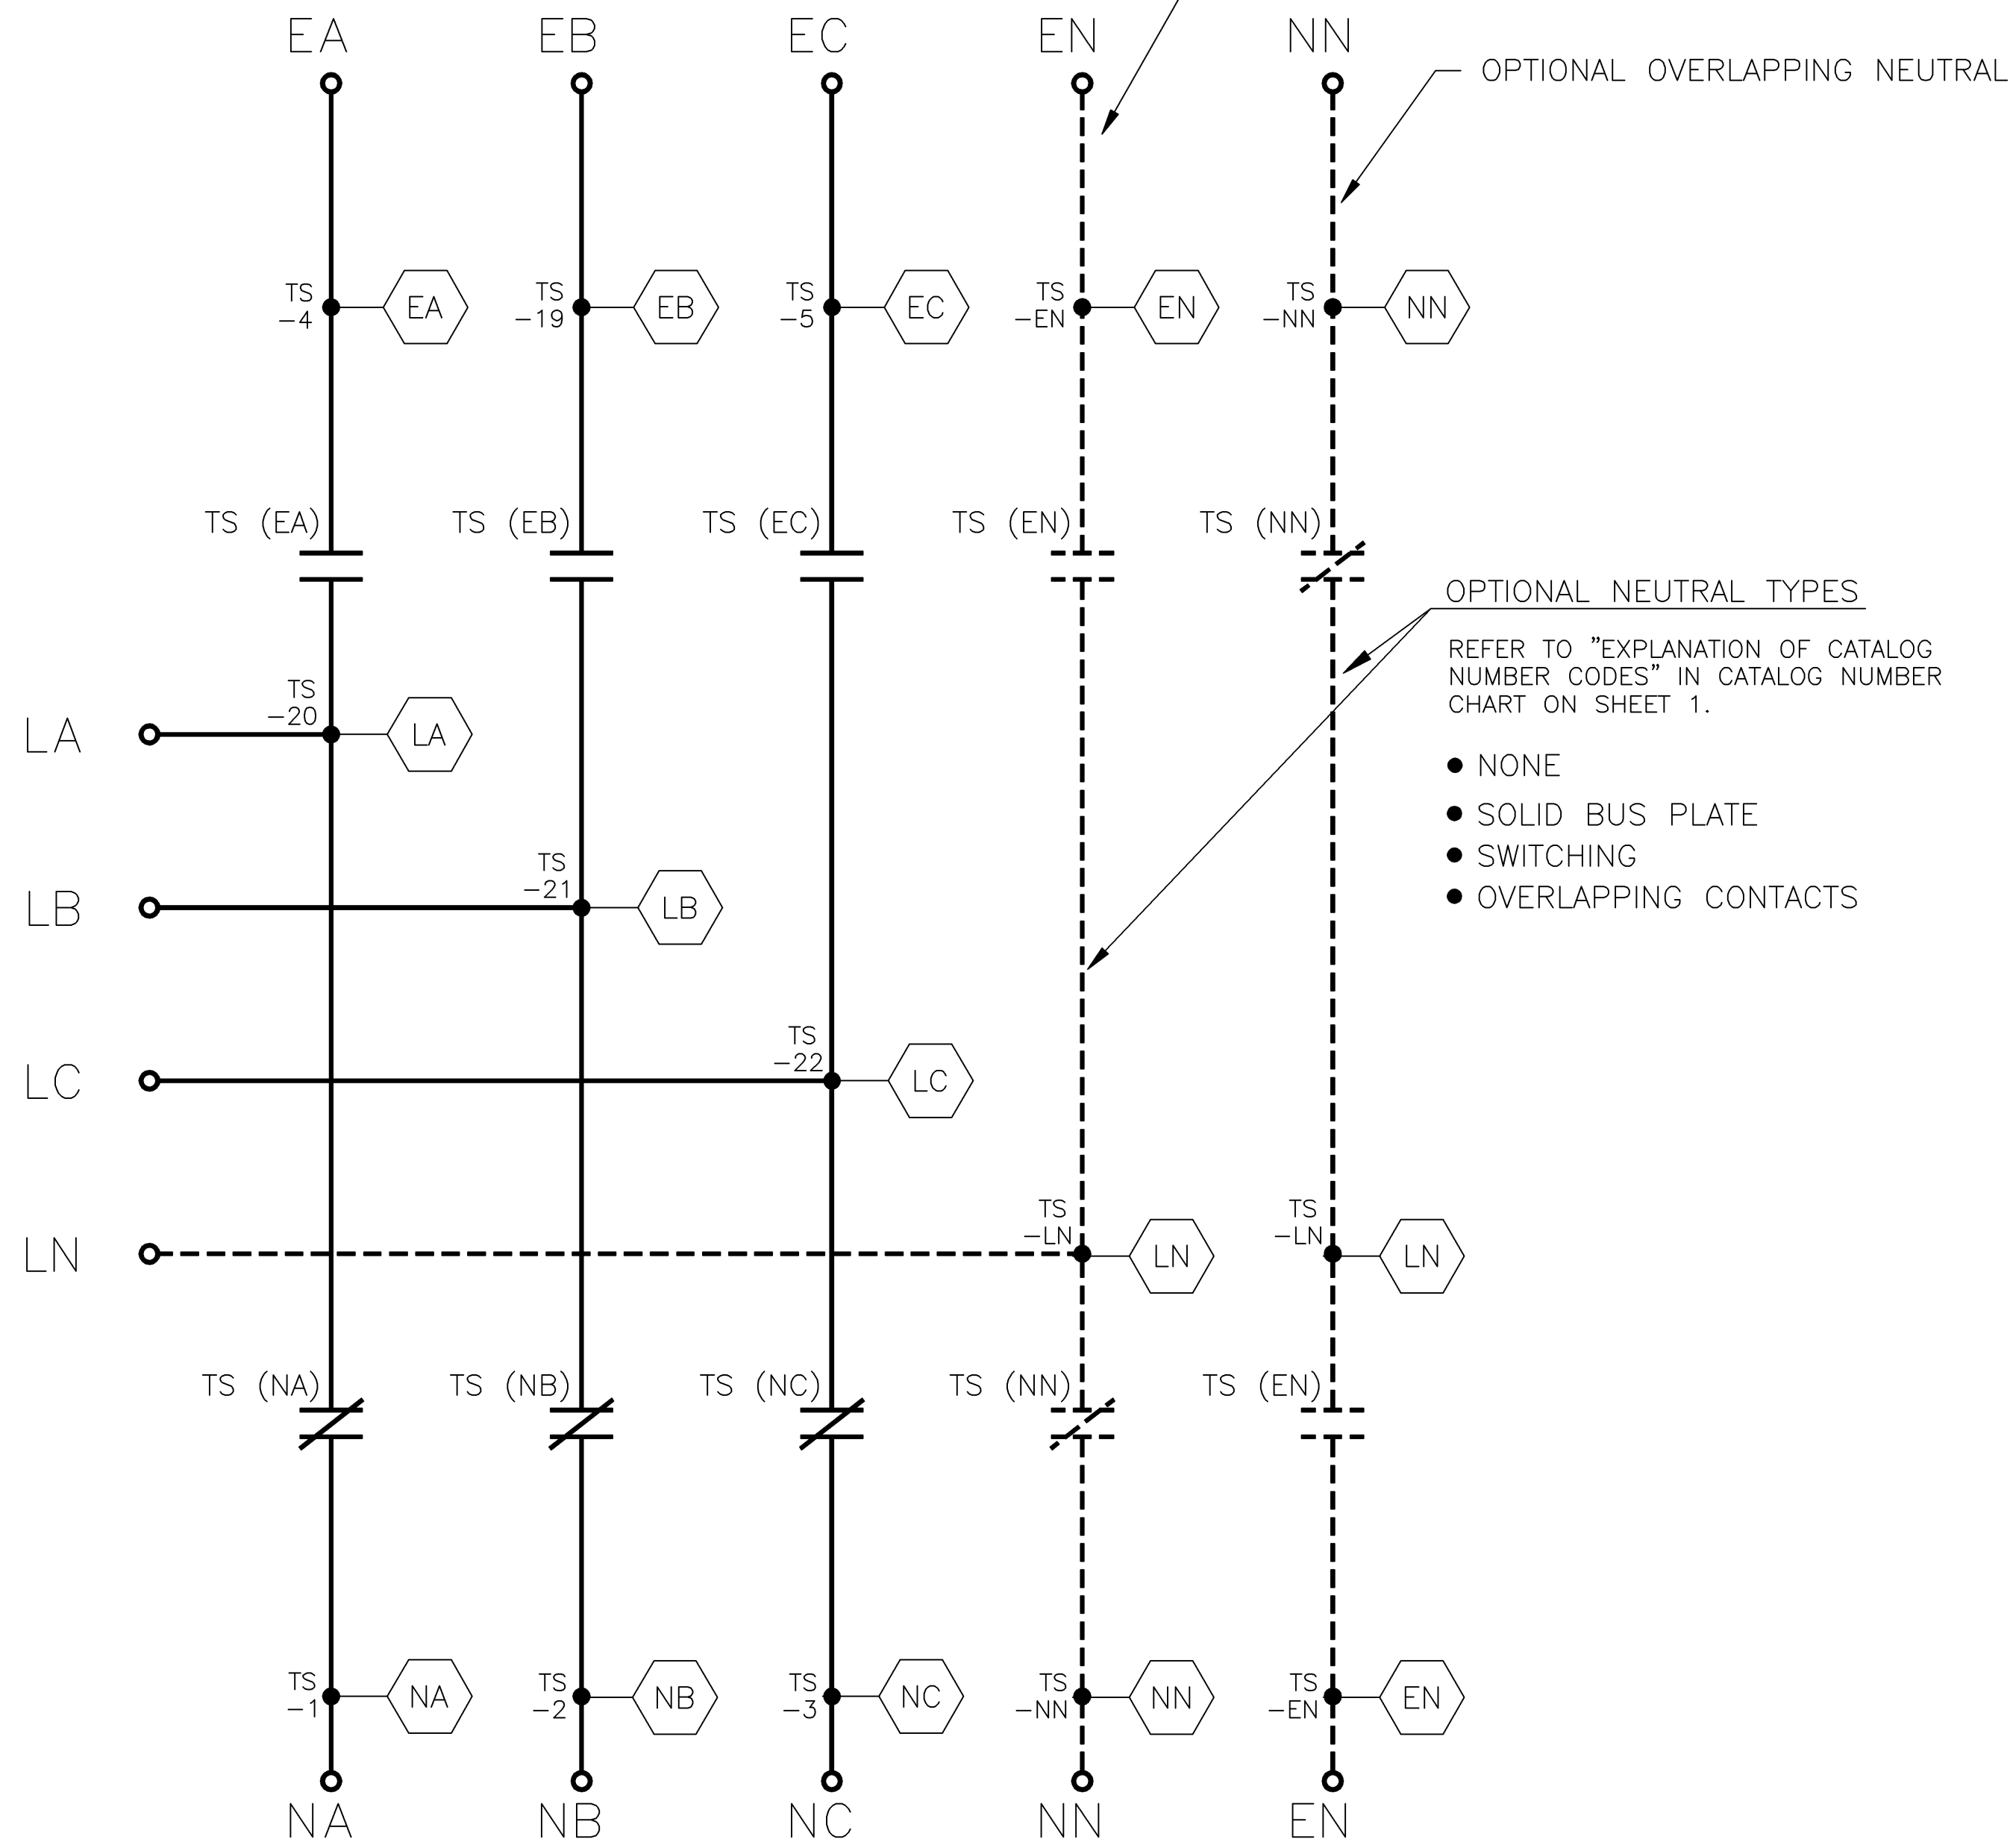 EA EB EC EN NN
OPTIONAL OVERLAPPING NEUTRAL
TS TS TS TS TS
-4 EA -19 EB -5 EC -EN EN -NN NN
TS (EA) TS (EB) TS (EC) TS (EN) TS (NN)
OPTIONAL NEUTRAL TYPES
REFER TO "EXPLANATION OF CATALOG
NUMBER CODES" IN CATALOG NUMBER
CHART ON SHEET 1.
TS
-20
LA LA
● NONE
● SOLID BUS PLATE
● SWITCHING
● OVERLAPPING CONTACTS
TS
-21
LB LB
TS
-22
LC LC
TS TS
-LN -LN
LN LN LN
TS (NA) TS (NB) TS (NC) TS (NN) TS (EN)
TS TS TS TS TS
-1 NA -2 NB -3 NC -NN NN -EN EN
NA NB NC NN EN